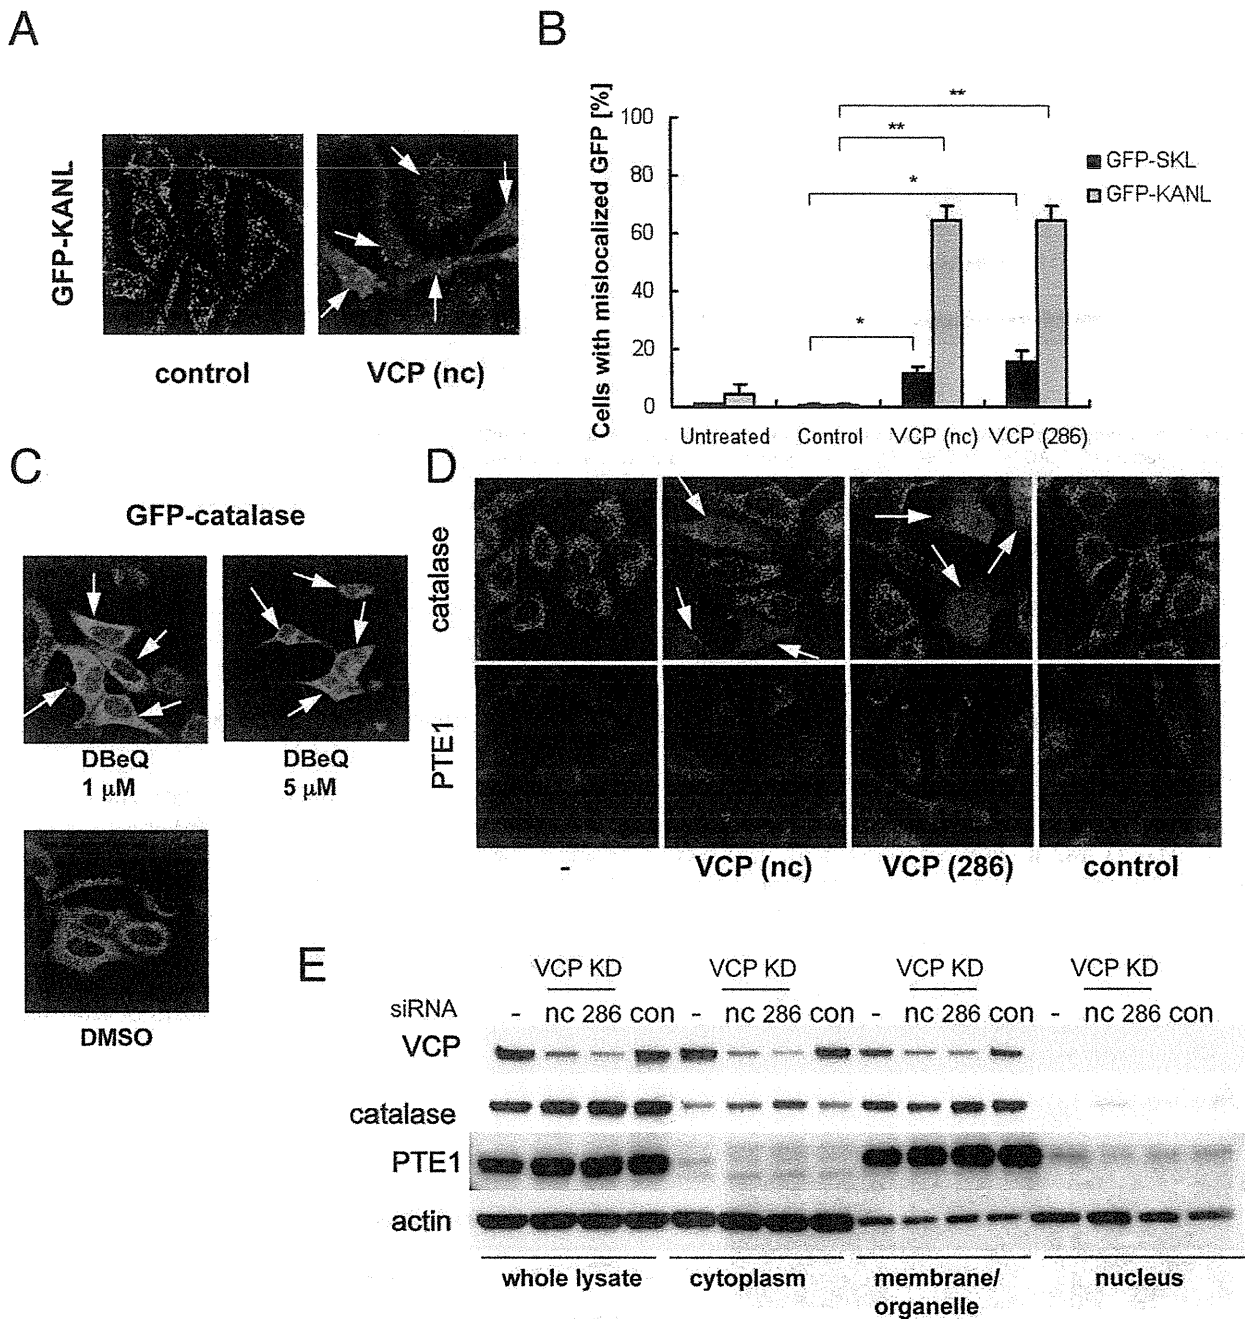 A
GFP-KANL
control
VCP (nc)
B
Cells with mislocalized GFP [%]
100
80
60
40
20
0
**
**
*
*
GFP-SKL
GFP-KANL
Untreated
Control
VCP (nc)
VCP (286)
C
GFP-catalase
DBeQ
1 µM
DBeQ
5 µM
DMSO
D
catalase
PTE1
-
VCP (nc)
VCP (286)
control
E
VCP KD VCP KD VCP KD VCP KD
siRNA - nc 286 con - nc 286 con - nc 286 con - nc 286 con
VCP
catalase
PTE1
actin
whole lysate
cytoplasm
membrane/
organelle
nucleus